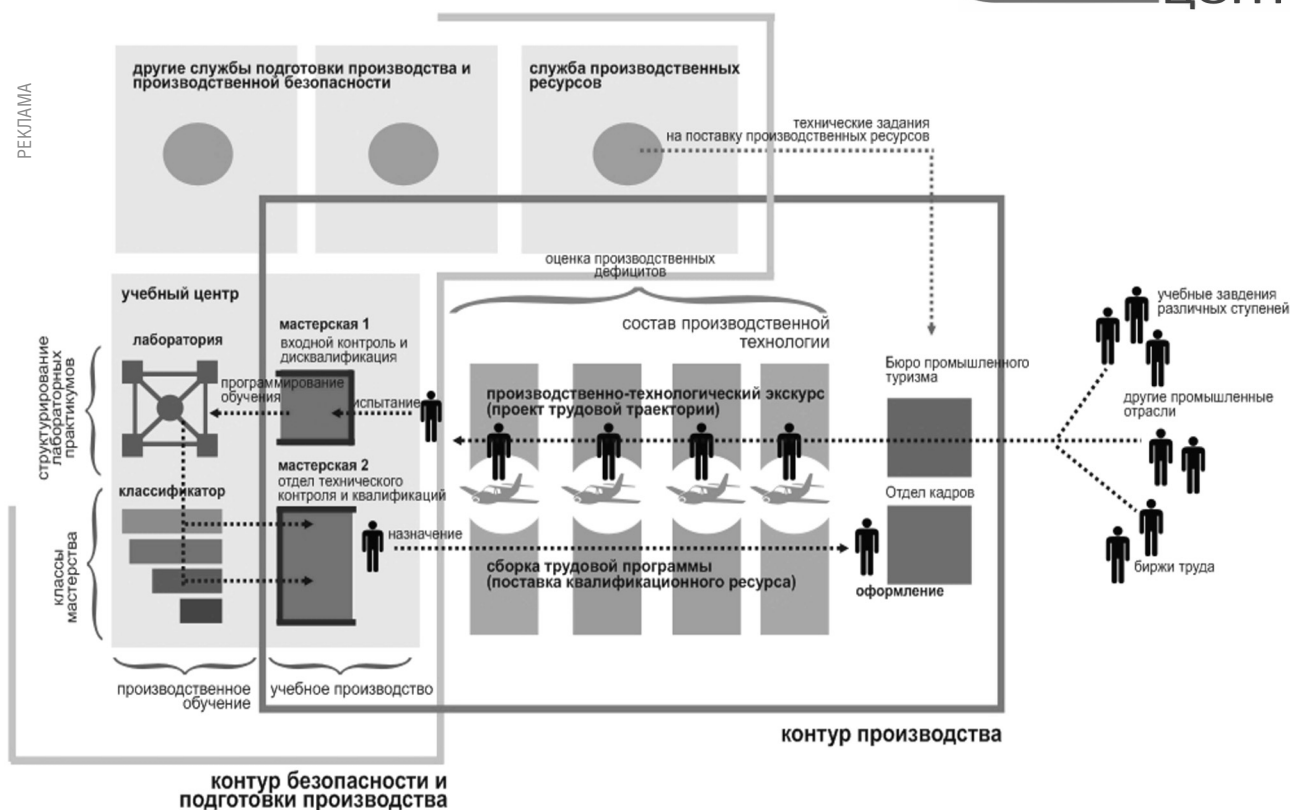 РЕКЛАМА
другие службы подготовки производства и
производственной безопасности
служба производственных
ресурсов
технические задания
на поставку производственных ресурсов
оценка производственных
дефицитов
учебный центр
лаборатория
мастерская 1
входной контроль и
дисквалификация
состав производственной
технологии
учебные завдения
различных ступеней
Бюро промышленного
туризма
программирование
обучения
испытание
производственно-технологический экскурс
(проект трудовой траектории)
другие промышленные
отрасли
структурирование
лабораторных
практикумов
мастерская 2
отдел технического
контроля и квалификаций
классификатор
Отдел кадров
назначение
сборка трудовой программы
(поставка квалификационного ресурса)
оформление
биржи труда
классы
мастерства
производственное
обучение
учебное производство
контур производства
контур безопасности и
подготовки производства